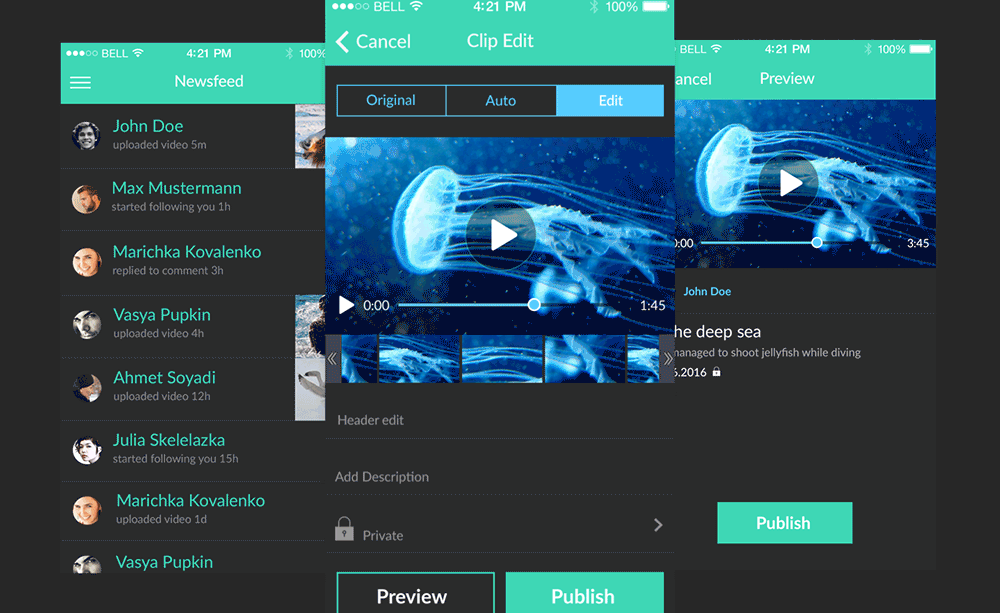 BELL 4:21 PM 100%
Newsfeed
John Doe
uploaded video 5m
Max Mustermann
started following you 1h
Marichka Kovalenko
replied to comment 3h
Vasya Pupkin
uploaded video 4h
Ahmet Soyadi
uploaded video 12h
Julia Skelelazka
started following you 15h
Marichka Kovalenko
uploaded video 1d
Vasya Pupkin
BELL 4:21 PM 100%
Cancel Clip Edit
Original Auto Edit
0:00 1:45
Header edit
Add Description
Private
Preview Publish
BELL 4:21 PM 100%
ancel Preview
:00 3:45
John Doe
he deep sea
managed to shoot jellyfish while diving
.2016
Publish